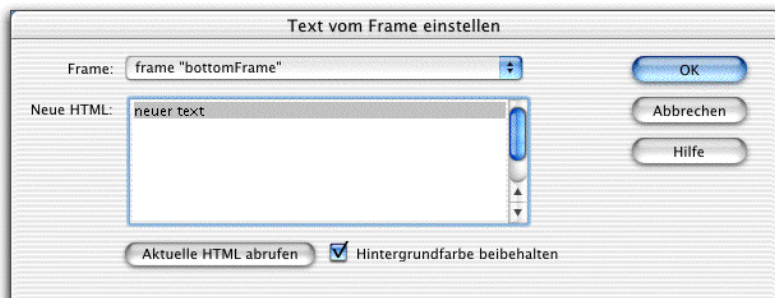 Text vom Frame einstellen
Frame: frame "bottomFrame" OK
Neue HTML: neuer text Abbrechen
Hilfe
Aktuelle HTML abrufen Hintergrundfarbe beibehalten